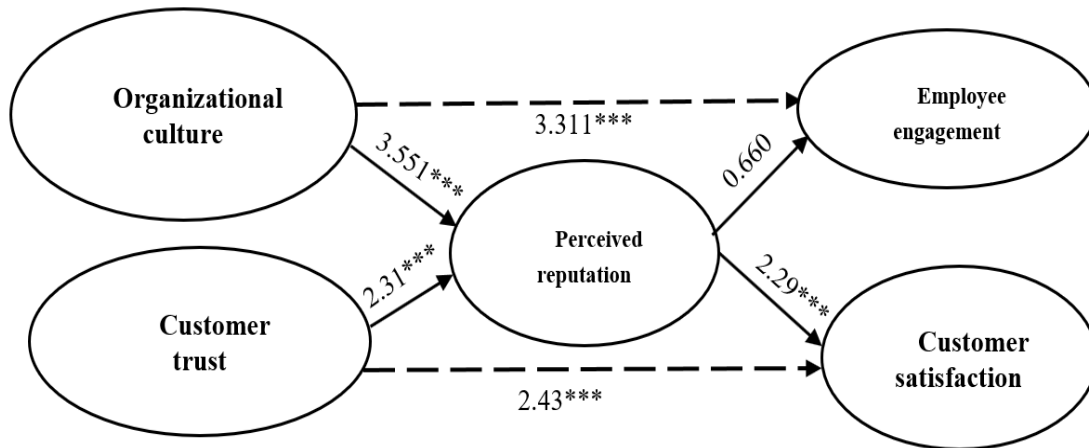 Organizational
culture
3.311***
Employee
engagement
3.551***
0.660
Perceived
reputation
2.31***
2.29***
Customer
trust
2.43***
Customer
satisfaction